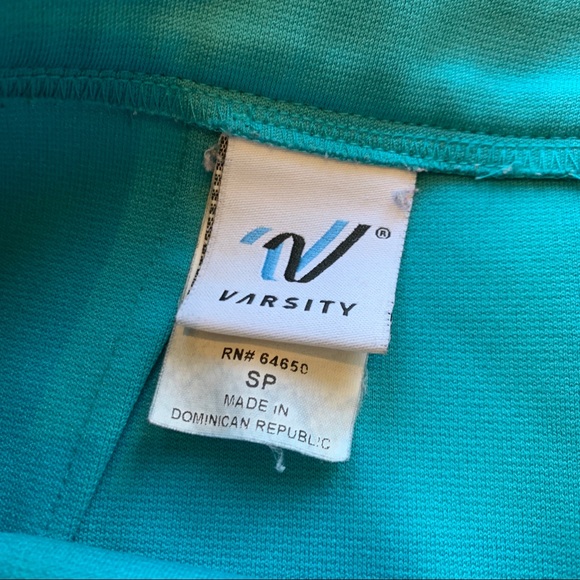 ®
VARSITY
RN# 64650
SP
MADE IN
DOMINICAN REPUBLIC